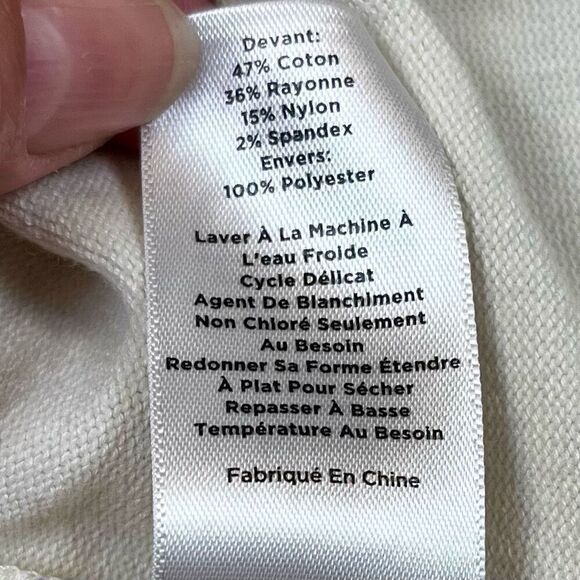 Devant:
47% Coton
36% Rayonne
15% Nylon
2% Spandex
Envers:
100% Polyester
Laver À La Machine À
L'eau Froide
Cycle Délicat
Agent De Blanchiment
Non Chloré Seulement
Au Besoin
Redonner Sa Forme Étendre
À Plat Pour Sécher
Repasser À Basse
Température Au Besoin
Fabriqué En Chine